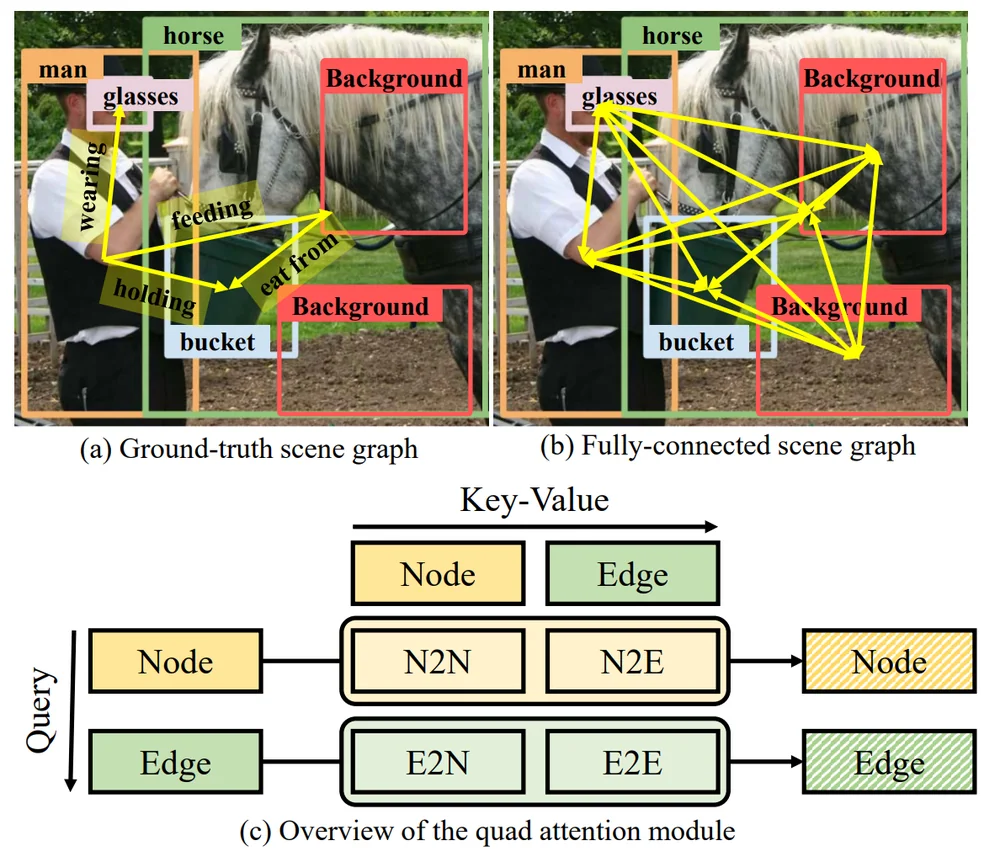 horse
man
glasses
Background
wearing
feeding
eat from
holding
Background
bucket
(a) Ground-truth scene graph
horse
man
glasses
Background
Background
bucket
(b) Fully-connected scene graph
Key-Value
Node Edge
Query
Node N2N N2E Node
Edge E2N E2E Edge
(c) Overview of the quad attention module